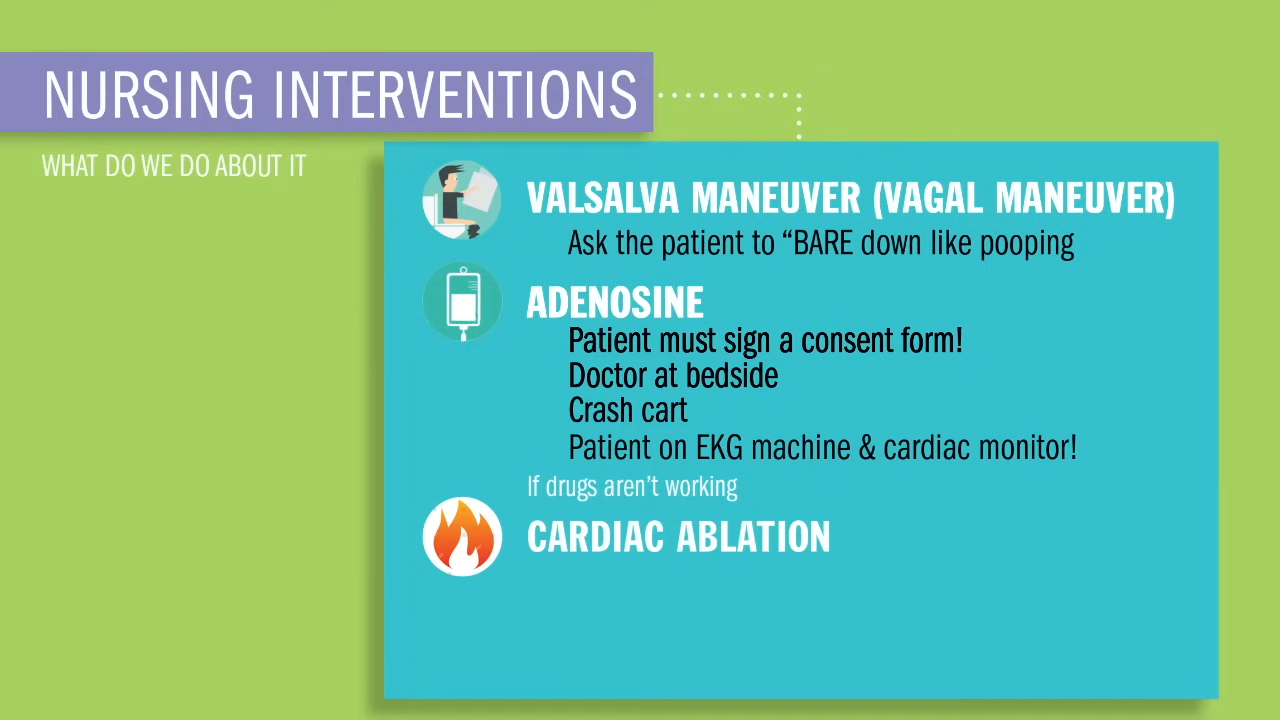 NURSING INTERVENTIONS
WHAT DO WE DO ABOUT IT
VALSALVA MANEUVER (VAGAL MANEUVER)
Ask the patient to “BARE down like pooping
ADENOSINE
Patient must sign a consent form!
Doctor at bedside
Crash cart
Patient on EKG machine & cardiac monitor!
If drugs aren’t working
CARDIAC ABLATION